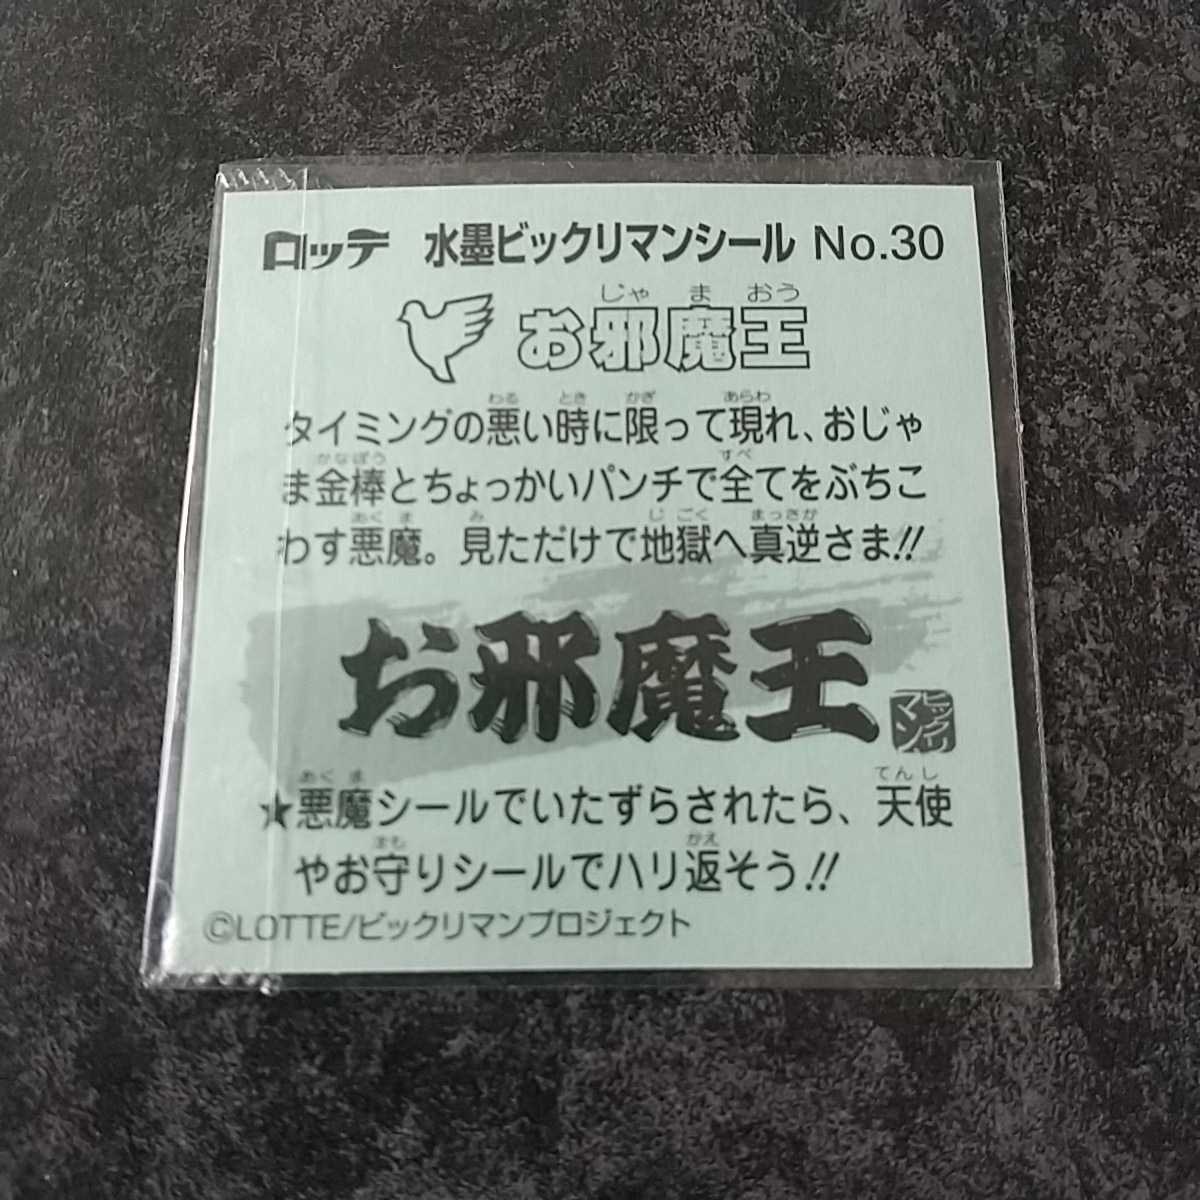 ロッテ 水墨ビックリマンシール No.30
じゃ ま おう
お邪魔王
わる とき かぎ あらわ
タイミングの悪い時に限って現れ、おじゃ
かなぼう すべ
ま金棒とちょっかいパンチで全てをぶちこ
あく ま み じ ごく まっさか
わす悪魔。見ただけで地獄へ真逆さま!!
お邪魔王
ビックリマン
あく ま てん し
★悪魔シールでいたずらされたら、天使
まも かえ
やお守りシールでハリ返そう!!
©LOTTE/ビックリマンプロジェクト